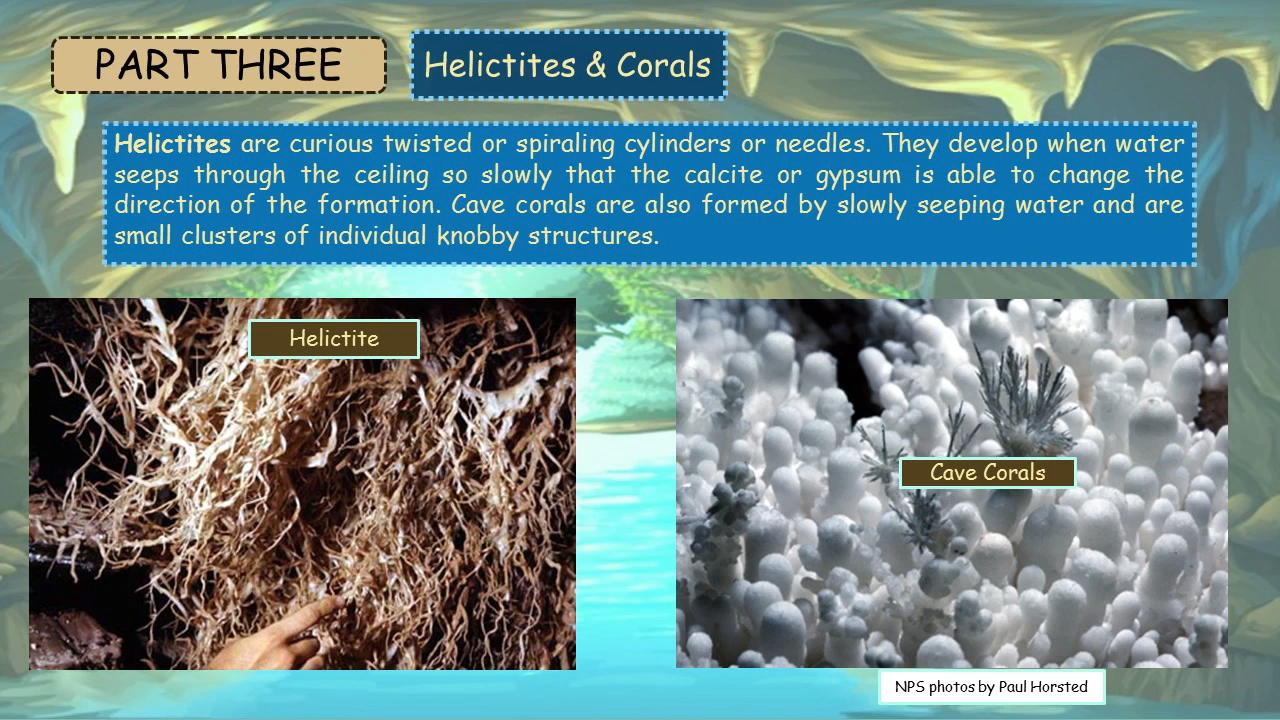 PART THREE
Helictites & Corals
Helictites are curious twisted or spiraling cylinders or needles. They develop when water
seeps through the ceiling so slowly that the calcite or gypsum is able to change the
direction of the formation. Cave corals are also formed by slowly seeping water and are
small clusters of individual knobby structures.
Helictite
Cave Corals
NPS photos by Paul Horsted